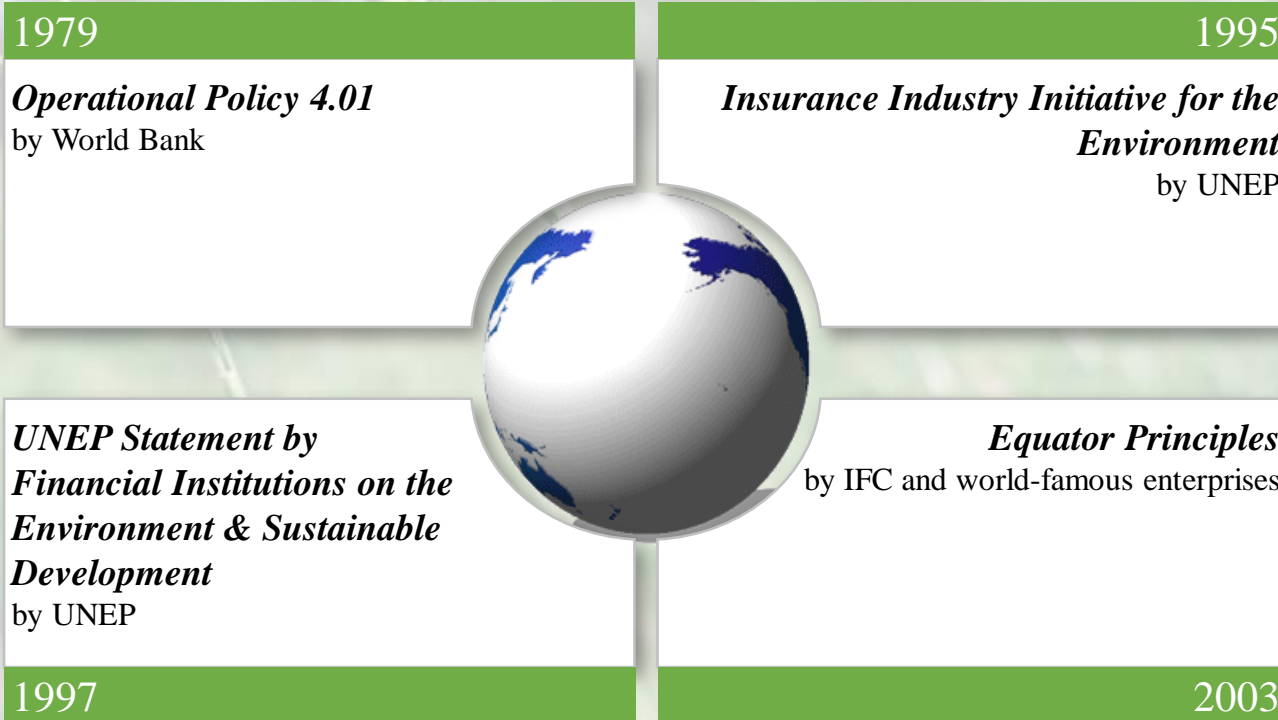 1979
Operational Policy 4.01
by World Bank
1995
Insurance Industry Initiative for the
Environment
by UNEP
UNEP Statement by
Financial Institutions on the
Environment & Sustainable
Development
by UNEP
1997
Equator Principles
by IFC and world-famous enterprises
2003